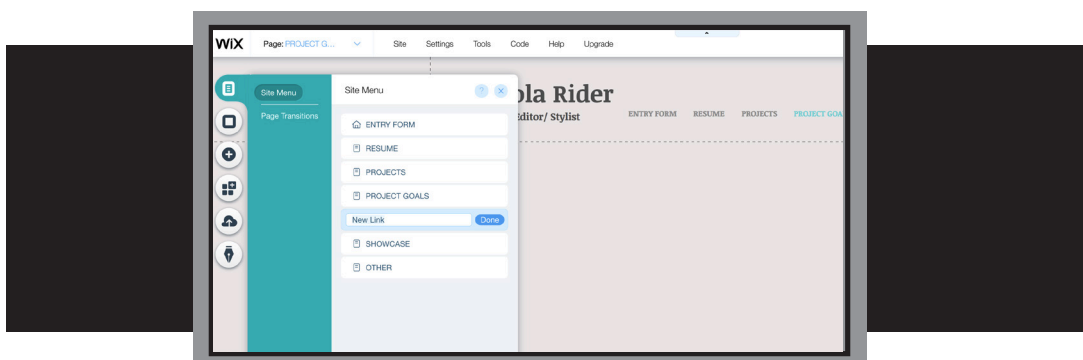 WiX Page: PROJECT G... Site Settings Tools Code Help Upgrade
Site Menu
Page Transitions
Site Menu ?
ENTRY FORM
RESUME
PROJECTS
PROJECT GOALS
New Link Done
SHOWCASE
OTHER
ola Rider
Editor/ Stylist
ENTRY FORM RESUME PROJECTS PROJECT GOA